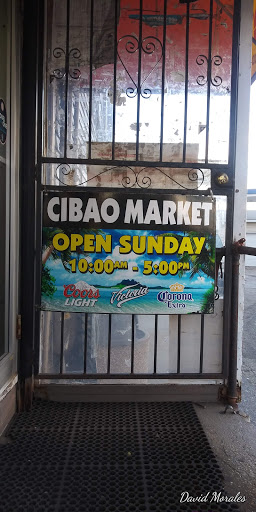 CIBAO MARKET
OPEN SUNDAY
10:00AM - 5:00PM
Coors LIGHT
Victoria
Corona Extra
David Morales